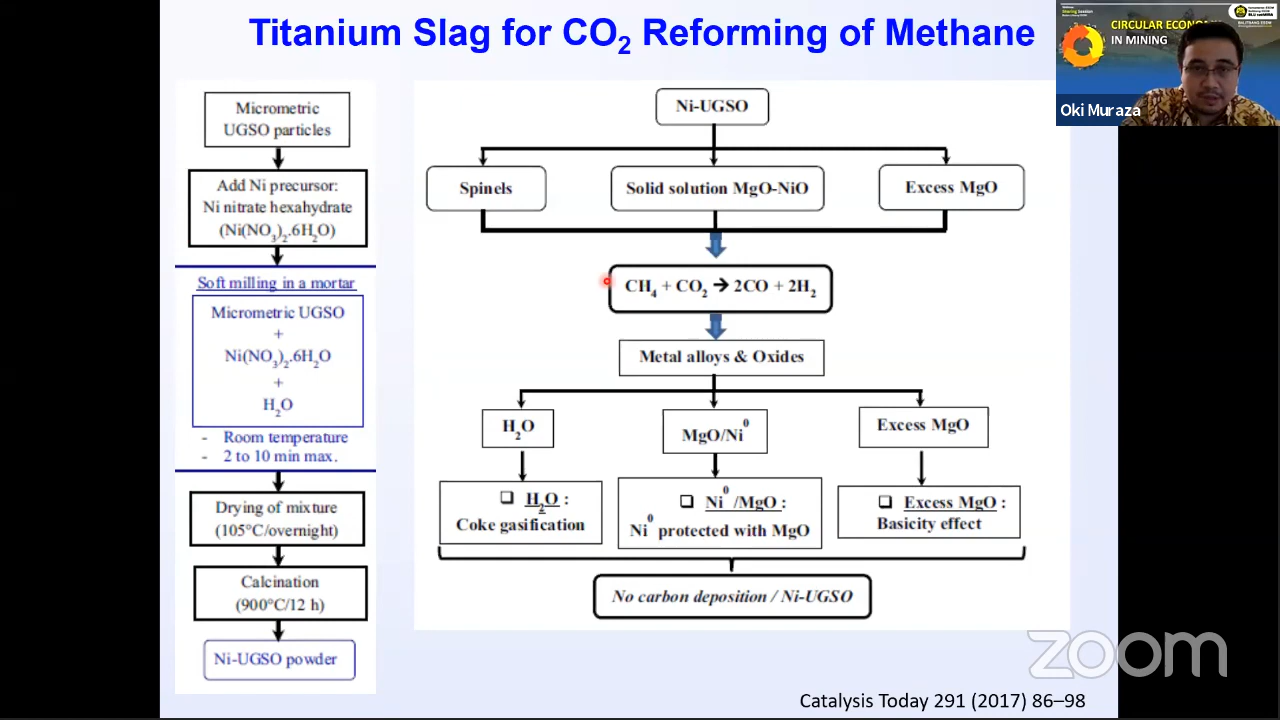 Titanium Slag for CO₂ Reforming of Methane
CIRCULAR ECONOMY
IN MINING
Oki Muraza
Micrometric
UGSO particles
Add Ni precursor:
Ni nitrate hexahydrate
(Ni(NO₃)₂.6H₂O)
Soft milling in a mortar
Micrometric UGSO
+
Ni(NO₃)₂.6H₂O
+
H₂O
- Room temperature
- 2 to 10 min max.
Drying of mixture
(105°C/overnight)
Calcination
(900°C/12 h)
Ni-UGSO powder
Ni-UGSO
Spinels
Solid solution MgO-NiO
Excess MgO
CH₄ + CO₂ ➔ 2CO + 2H₂
Metal alloys & Oxides
H₂O
MgO/Ni⁰
Excess MgO
❑ H₂O :
Coke gasification
❑ Ni⁰/MgO :
Ni⁰ protected with MgO
❑ Excess MgO :
Basicity effect
No carbon deposition / Ni-UGSO
zoom
Catalysis Today 291 (2017) 86–98